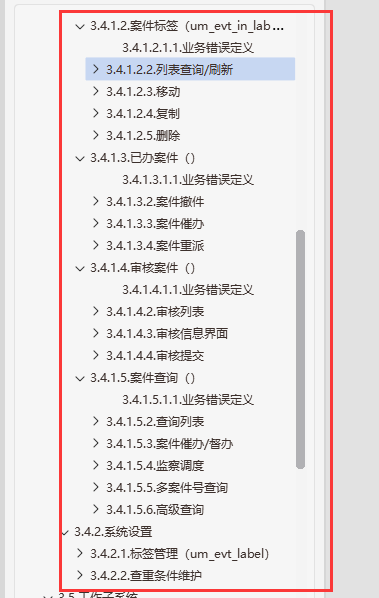 3.4.1.2.案件标签（um_evt_in_lab…
3.4.1.2.1.1.业务错误定义
3.4.1.2.2.列表查询/刷新
3.4.1.2.3.移动
3.4.1.2.4.复制
3.4.1.2.5.删除
3.4.1.3.已办案件（）
3.4.1.3.1.1.业务错误定义
3.4.1.3.2.案件撤件
3.4.1.3.3.案件催办
3.4.1.3.4.案件重派
3.4.1.4.审核案件（）
3.4.1.4.1.1.业务错误定义
3.4.1.4.2.审核列表
3.4.1.4.3.审核信息界面
3.4.1.4.4.审核提交
3.4.1.5.案件查询（）
3.4.1.5.1.1.业务错误定义
3.4.1.5.2.查询列表
3.4.1.5.3.案件催办/督办
3.4.1.5.4.监察调度
3.4.1.5.5.多案件号查询
3.4.1.5.6.高级查询
3.4.2.系统设置
3.4.2.1.标签管理（um_evt_label）
3.4.2.2.查重条件维护
3.5.工作子系统